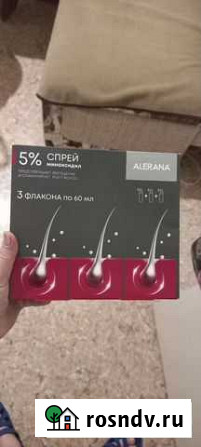 5% СПРЕЙ
МИНОКСИДИЛ
ALERANA
3 ФЛАКОНА по 60 мл
rosndv.ru